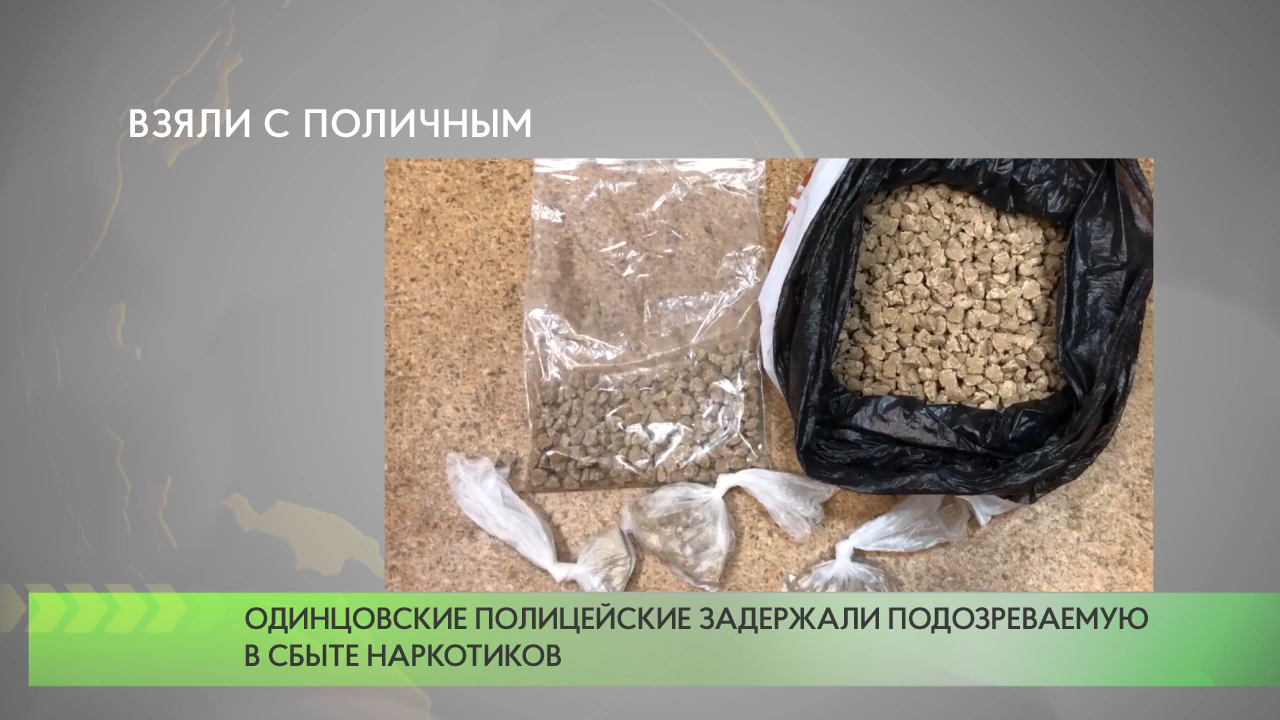 ВЗЯЛИ С ПОЛИЧНЫМ
ОДИНЦОВСКИЕ ПОЛИЦЕЙСКИЕ ЗАДЕРЖАЛИ ПОДОЗРЕВАЕМУЮ
В СБЫТЕ НАРКОТИКОВ